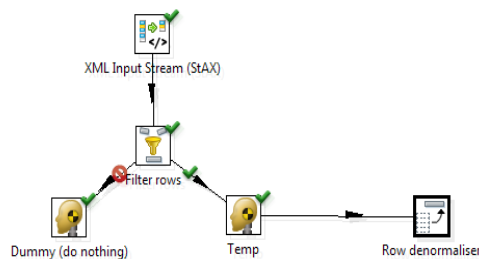 XML Input Stream (StAX)
Filter rows
Dummy (do nothing)
Temp
Row denormaliser